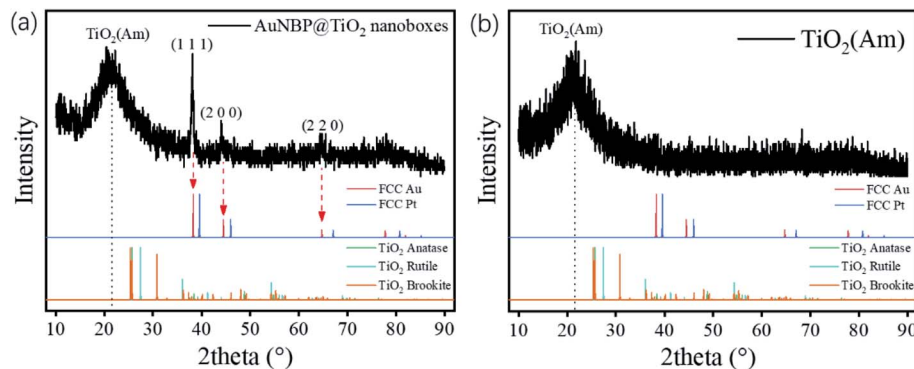 (a)
TiO₂(Am)
AuNBP@TiO₂ nanoboxes
(1 1 1)
(2 0 0)
(2 2 0)
Intensity
FCC Au
FCC Pt
TiO₂ Anatase
TiO₂ Rutile
TiO₂ Brookite
10 20 30 40 50 60 70 80 90
2theta (°)
(b)
TiO₂(Am)
TiO₂(Am)
Intensity
FCC Au
FCC Pt
TiO₂ Anatase
TiO₂ Rutile
TiO₂ Brookite
10 20 30 40 50 60 70 80 90
2theta (°)